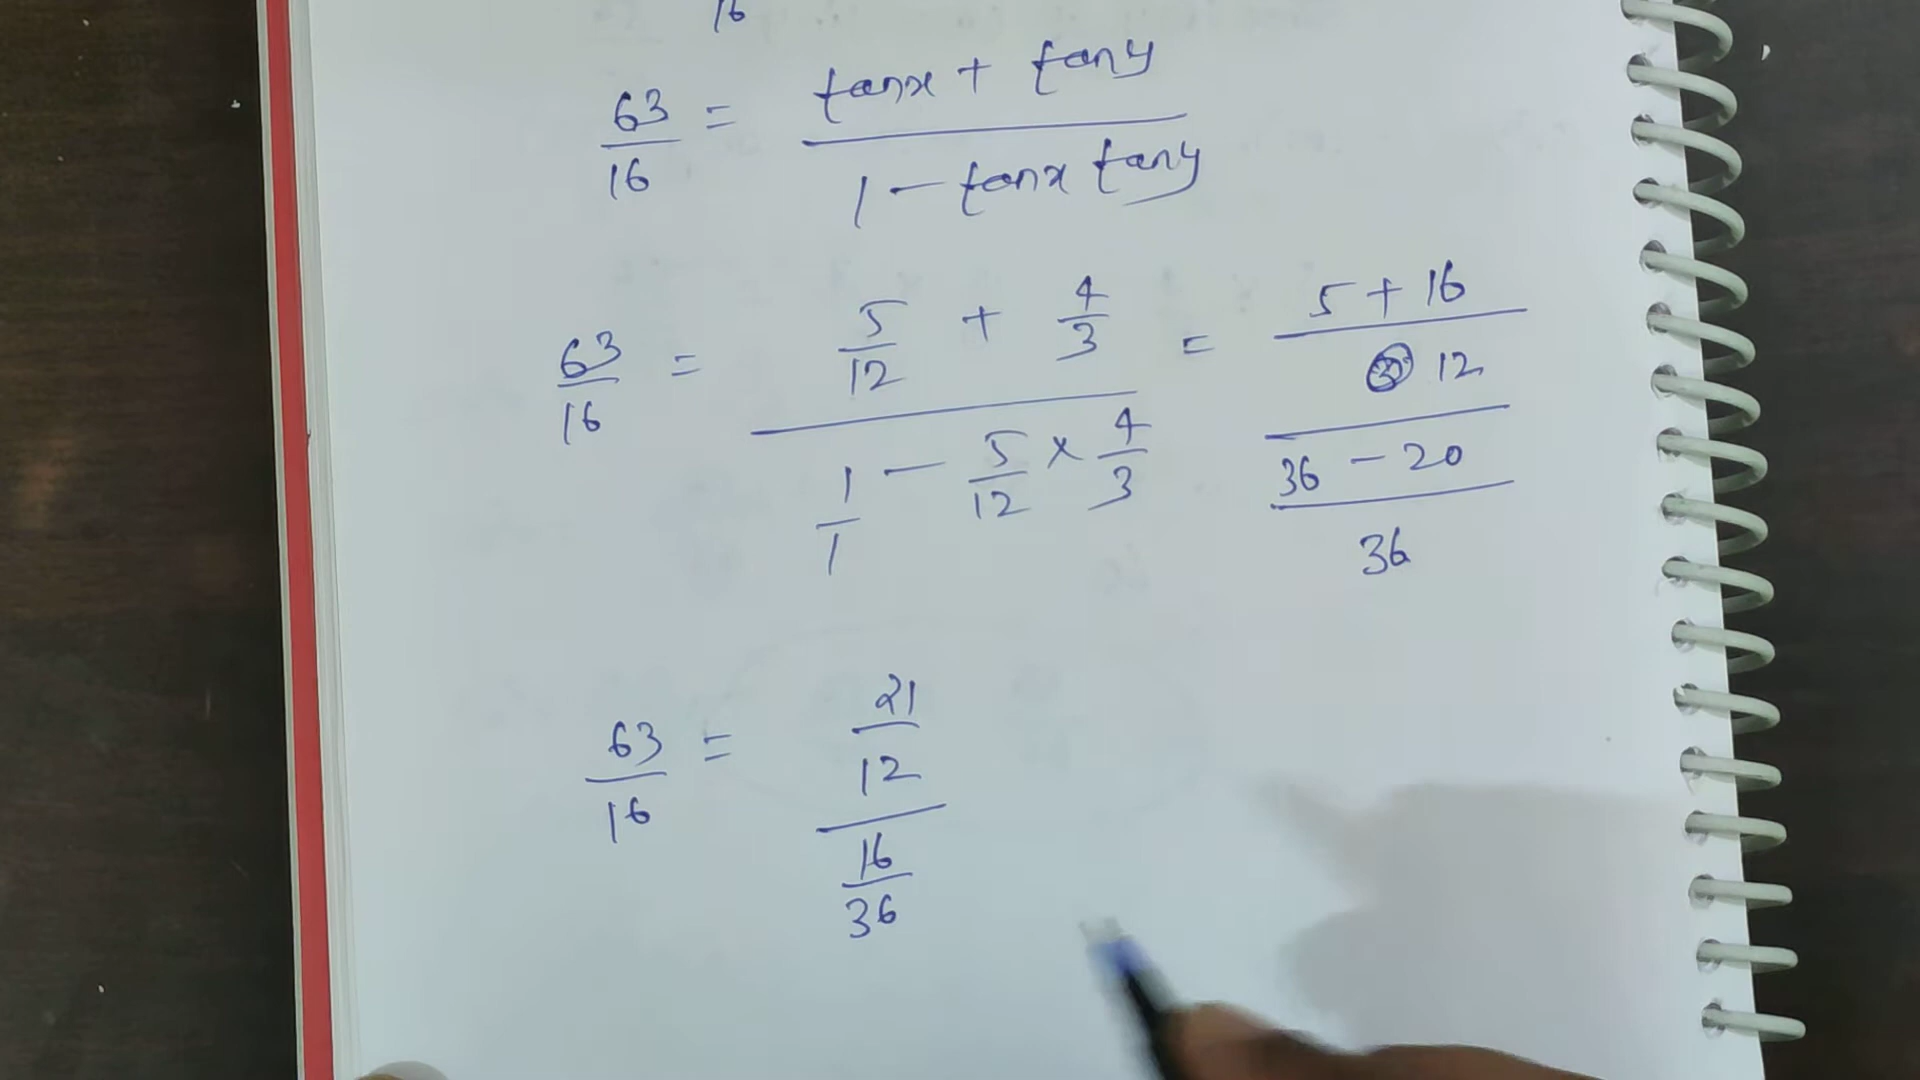 16
63/16 = (tanx + tany)/(1 - tanx tany)
63/16 = (5/12 + 4/3)/(1/1 - 5/12 × 4/3) = ((5 + 16)/12)/((36 - 20)/36)
63/16 = (21/12)/(16/36)